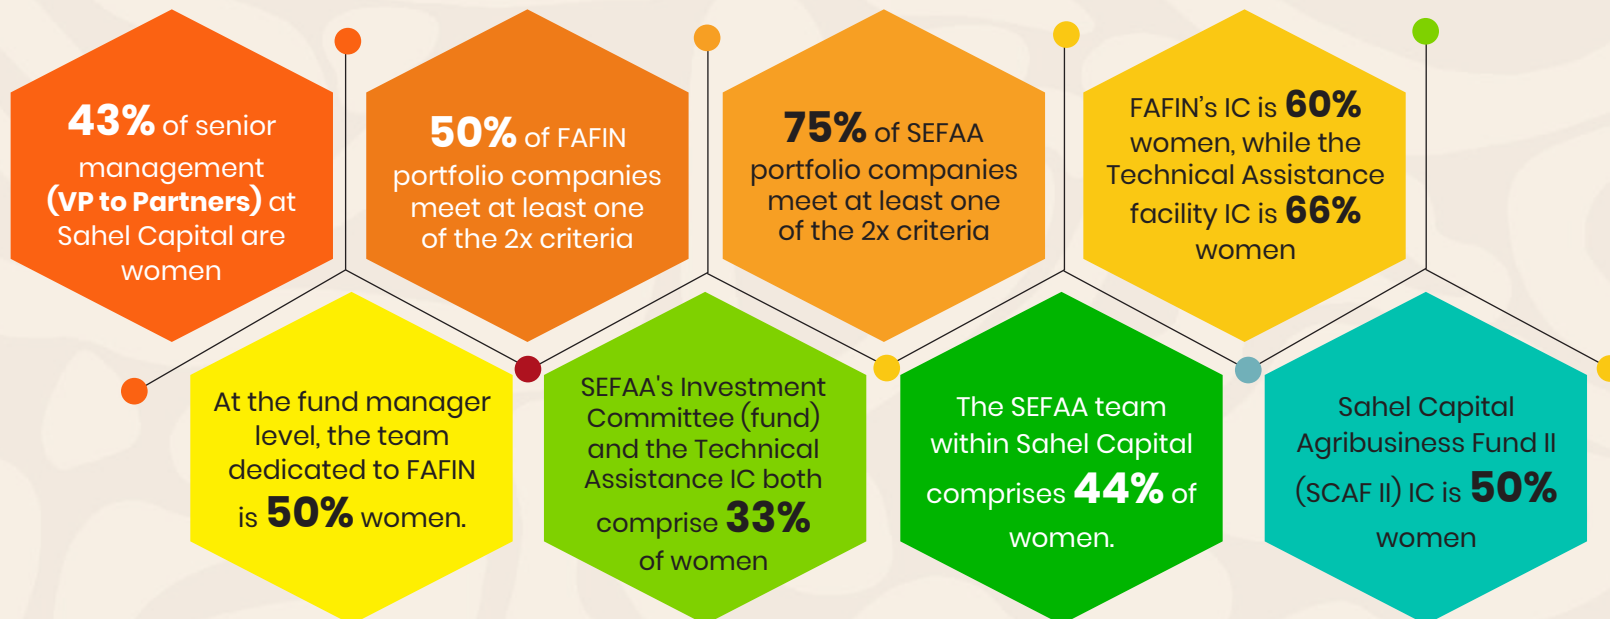 43% of senior
management
(VP to Partners) at
Sahel Capital are
women
50% of FAFIN
portfolio companies
meet at least one
of the 2x criteria
75% of SEFAA
portfolio companies
meet at least one
of the 2x criteria
FAFIN’s IC is 60%
women, while the
Technical Assistance
facility IC is 66%
women
At the fund manager
level, the team
dedicated to FAFIN
is 50% women.
SEFAA's Investment
Committee (fund)
and the Technical
Assistance IC both
comprise 33%
of women
The SEFAA team
within Sahel Capital
comprises 44% of
women.
Sahel Capital
Agribusiness Fund II
(SCAF II) IC is 50%
women